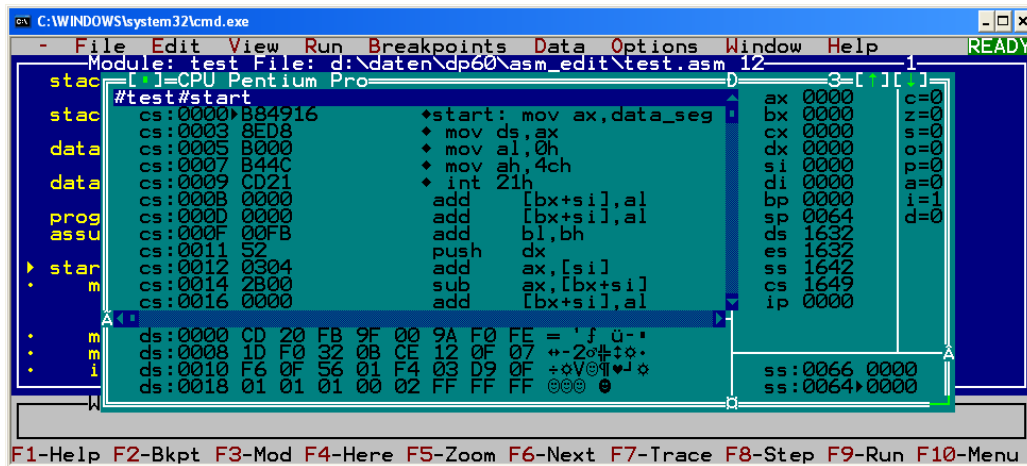 C:\WINDOWS\system32\cmd.exe
- File Edit View Run Breakpoints Data Options Window Help READY
Module: test File: d:\daten\dp60\asm_edit\test.asm 12 1
stac [ ]=CPU Pentium Pro 3=[↑][↓]
#test#start ax 0000 c=0
stac cs:0000 B84916 start: mov ax,data_seg bx 0000 z=0
cs:0003 8ED8 mov ds,ax cx 0000 s=0
data cs:0005 B000 mov al,0h dx 0000 o=0
cs:0007 B44C mov ah,4ch si 0000 p=0
data cs:0009 CD21 int 21h di 0000 a=0
cs:000B 0000 add [bx+si],al bp 0000 i=1
prog cs:000D 0000 add [bx+si],al sp 0064 d=0
assu cs:000F 00FB add bl,bh ds 1632
cs:0011 52 push dx es 1632
star cs:0012 0304 add ax,[si] ss 1642
m cs:0014 2B00 sub ax,[bx+si] cs 1649
cs:0016 0000 add [bx+si],al ip 0000
m ds:0000 CD 20 FB 9F 00 9A F0 FE = ' ƒ ü-
m ds:0008 1D F0 32 0B CE 12 0F 07 ↔-2♂╬↕☼•
i ds:0010 F6 0F 56 01 F4 03 D9 0F ÷☼V☺¶♥┘☼ ss:0066 0000
ds:0018 01 01 01 00 02 FF FF FF ☺☺☺ ☻ ss:0064 0000
W
F1-Help F2-Bkpt F3-Mod F4-Here F5-Zoom F6-Next F7-Trace F8-Step F9-Run F10-Menu